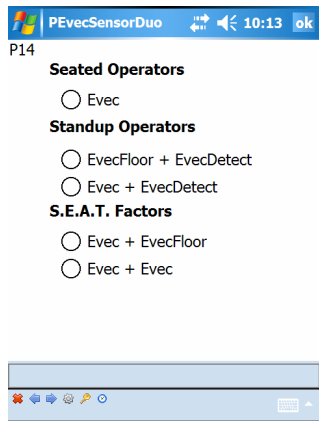 PEvecSensorDuo 10:13 ok
P14
Seated Operators
Evec
Standup Operators
EvecFloor + EvecDetect
Evec + EvecDetect
S.E.A.T. Factors
Evec + EvecFloor
Evec + Evec